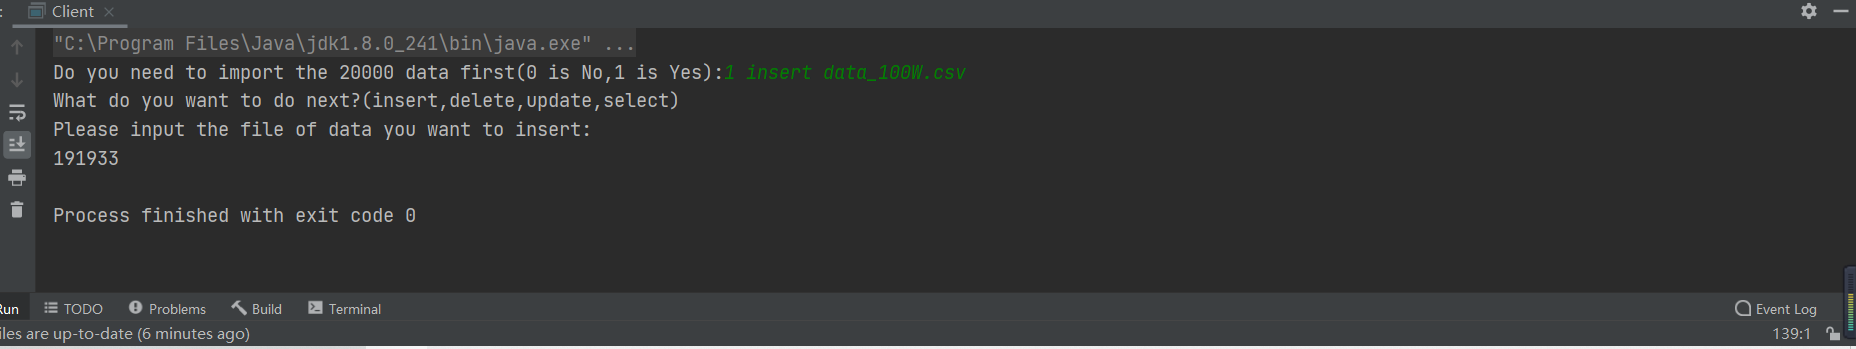 Client
"C:\Program Files\Java\jdk1.8.0_241\bin\java.exe" ...
Do you need to import the 20000 data first(0 is No,1 is Yes):1 insert data_100W.csv
What do you want to do next?(insert,delete,update,select)
Please input the file of data you want to insert:
191933
Process finished with exit code 0
Run TODO Problems Build Terminal Event Log
iles are up-to-date (6 minutes ago) 139:1